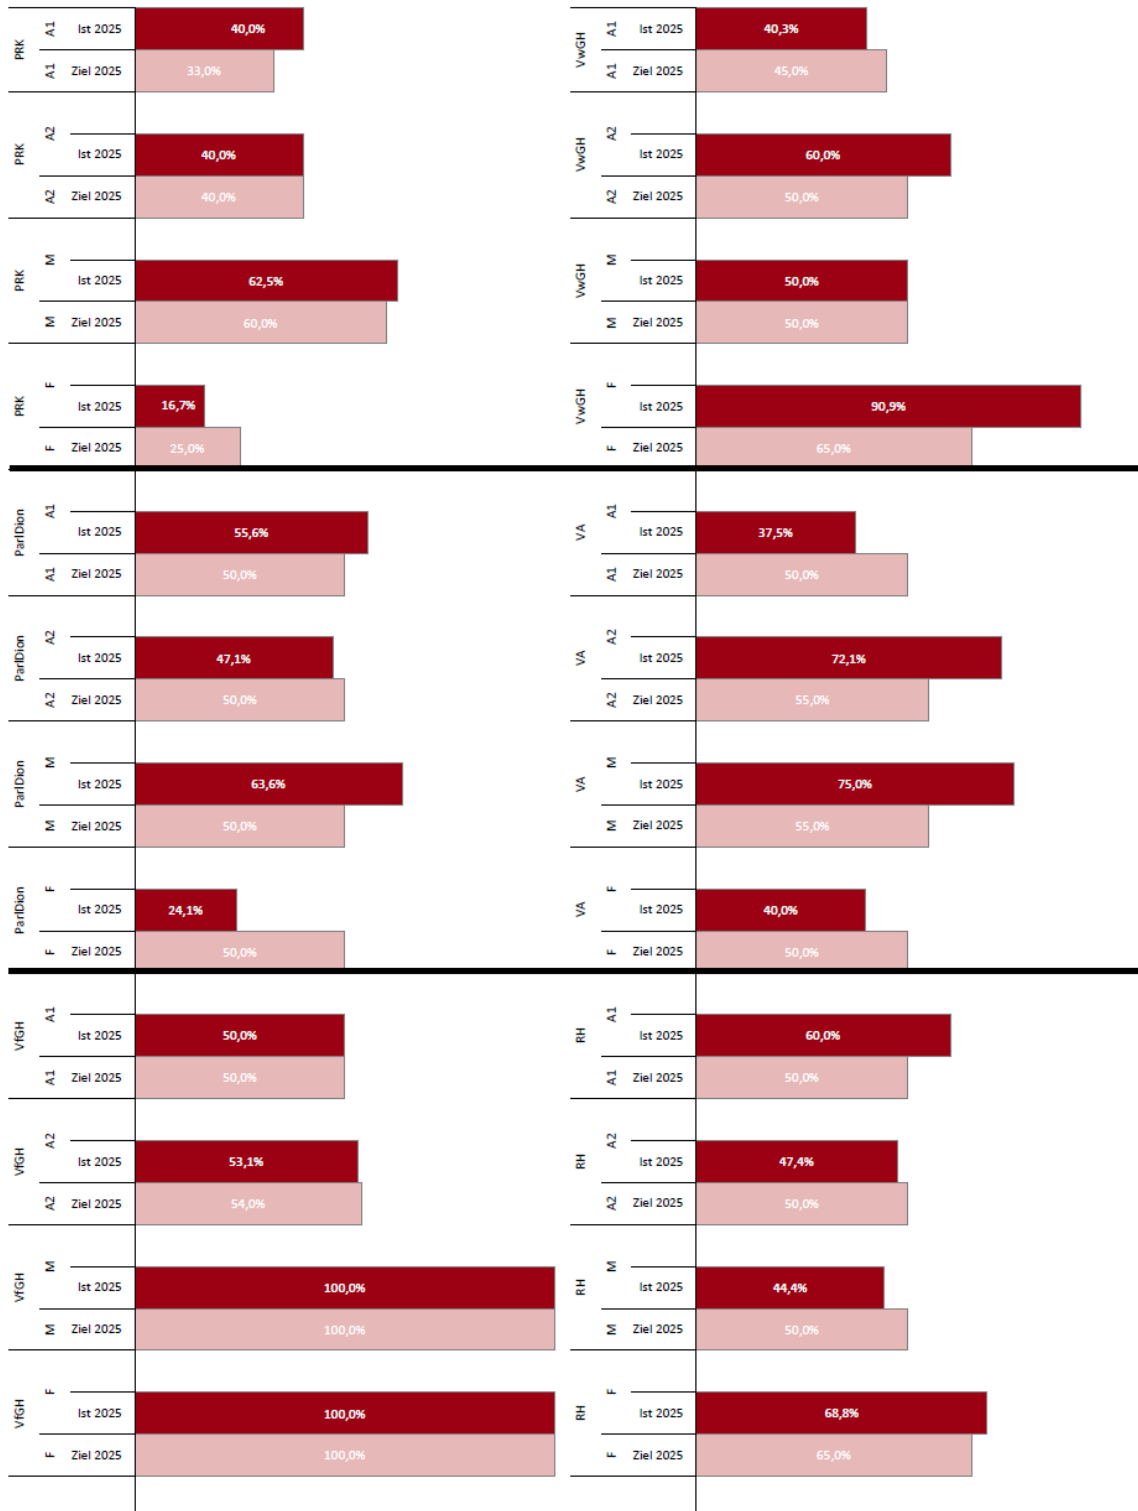 PRK A1 Ist 2025 40,0%
A1 Ziel 2025 33,0%
PRK A2 Ist 2025 40,0%
A2 Ziel 2025 40,0%
PRK M Ist 2025 62,5%
M Ziel 2025 60,0%
PRK F Ist 2025 16,7%
F Ziel 2025 25,0%
VwGH A1 Ist 2025 40,3%
A1 Ziel 2025 45,0%
VwGH A2 Ist 2025 60,0%
A2 Ziel 2025 50,0%
VwGH M Ist 2025 50,0%
M Ziel 2025 50,0%
VwGH F Ist 2025 90,9%
F Ziel 2025 65,0%
ParlDion A1 Ist 2025 55,6%
A1 Ziel 2025 50,0%
ParlDion A2 Ist 2025 47,1%
A2 Ziel 2025 50,0%
ParlDion M Ist 2025 63,6%
M Ziel 2025 50,0%
ParlDion F Ist 2025 24,1%
F Ziel 2025 50,0%
VA A1 Ist 2025 37,5%
A1 Ziel 2025 50,0%
VA A2 Ist 2025 72,1%
A2 Ziel 2025 55,0%
VA M Ist 2025 75,0%
M Ziel 2025 55,0%
VA F Ist 2025 40,0%
F Ziel 2025 50,0%
VfGH A1 Ist 2025 50,0%
A1 Ziel 2025 50,0%
VfGH A2 Ist 2025 53,1%
A2 Ziel 2025 54,0%
VfGH M Ist 2025 100,0%
M Ziel 2025 100,0%
VfGH F Ist 2025 100,0%
F Ziel 2025 100,0%
RH A1 Ist 2025 60,0%
A1 Ziel 2025 50,0%
RH A2 Ist 2025 47,4%
A2 Ziel 2025 50,0%
RH M Ist 2025 44,4%
M Ziel 2025 50,0%
RH F Ist 2025 68,8%
F Ziel 2025 65,0%